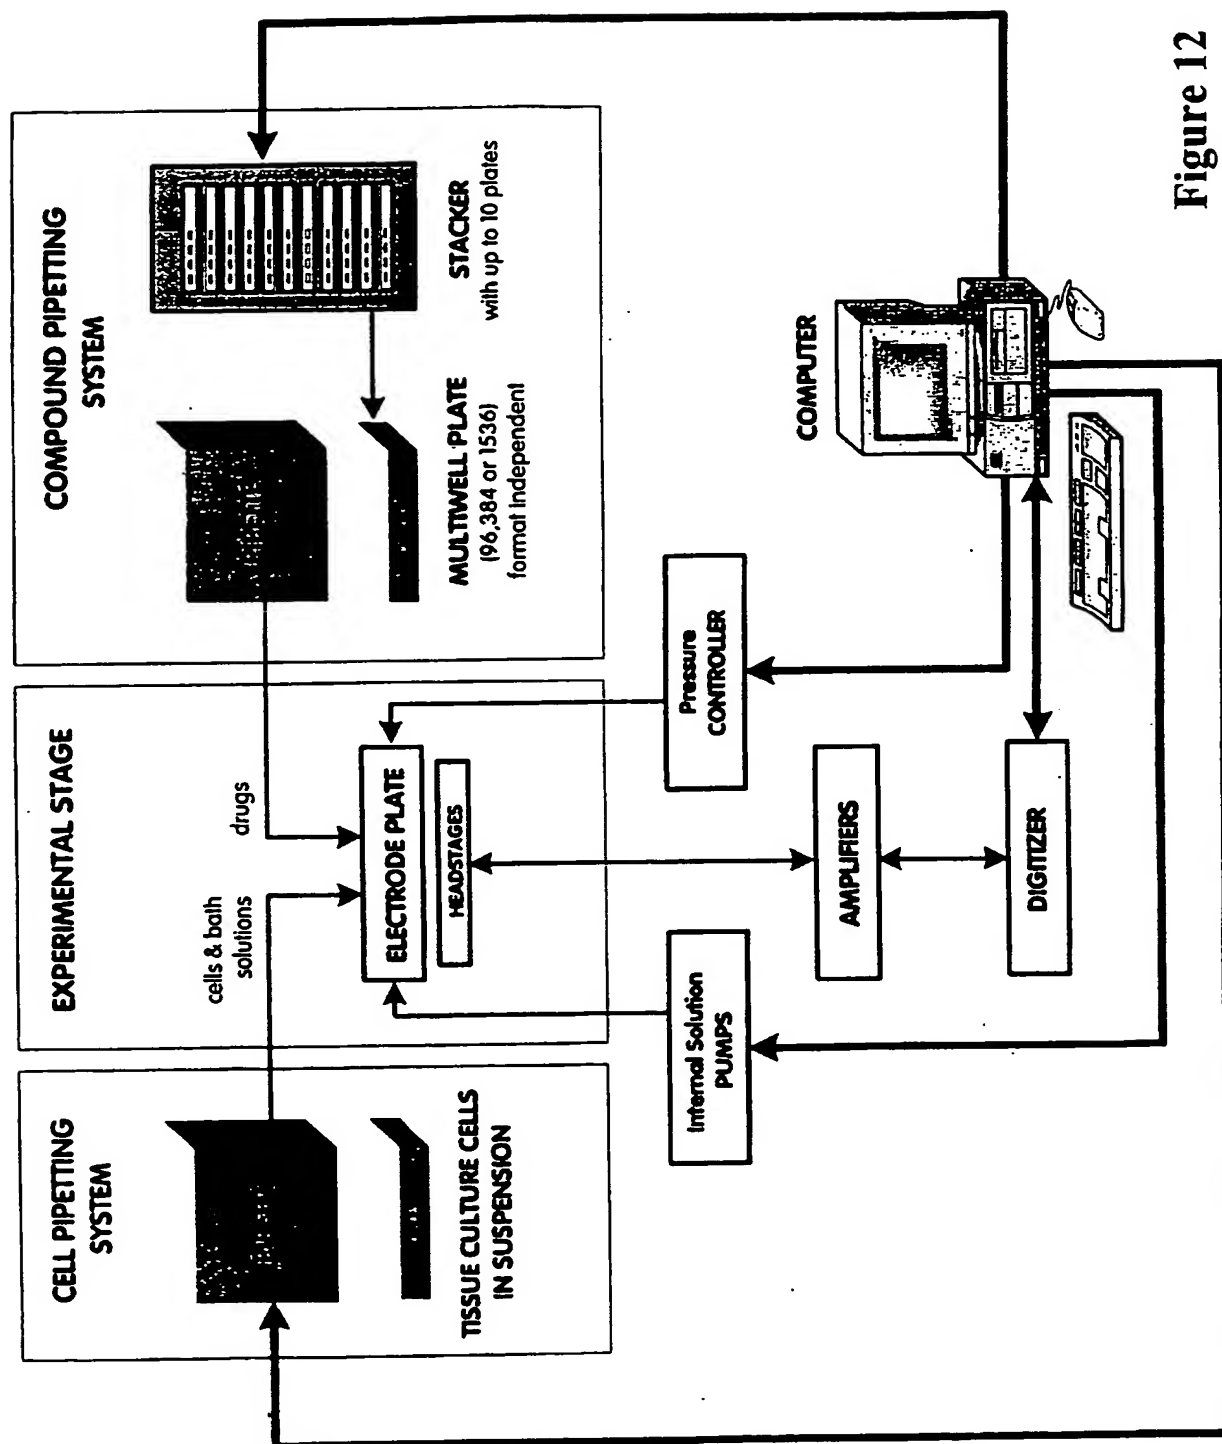 CELL PIPETTING
SYSTEM
TISSUE CULTURE CELLS
IN SUSPENSION
EXPERIMENTAL STAGE
cells & bath
solutions
drugs
ELECTRODE PLATE
HEADSTAGES
COMPOUND PIPETTING
SYSTEM
MULTIWELL PLATE
(96,384 or 1536)
format independent
STACKER
with up to 10 plates
Internal Solution
PUMPS
Pressure
CONTROLLER
AMPLIFIERS
DIGITIZER
COMPUTER
Figure 12